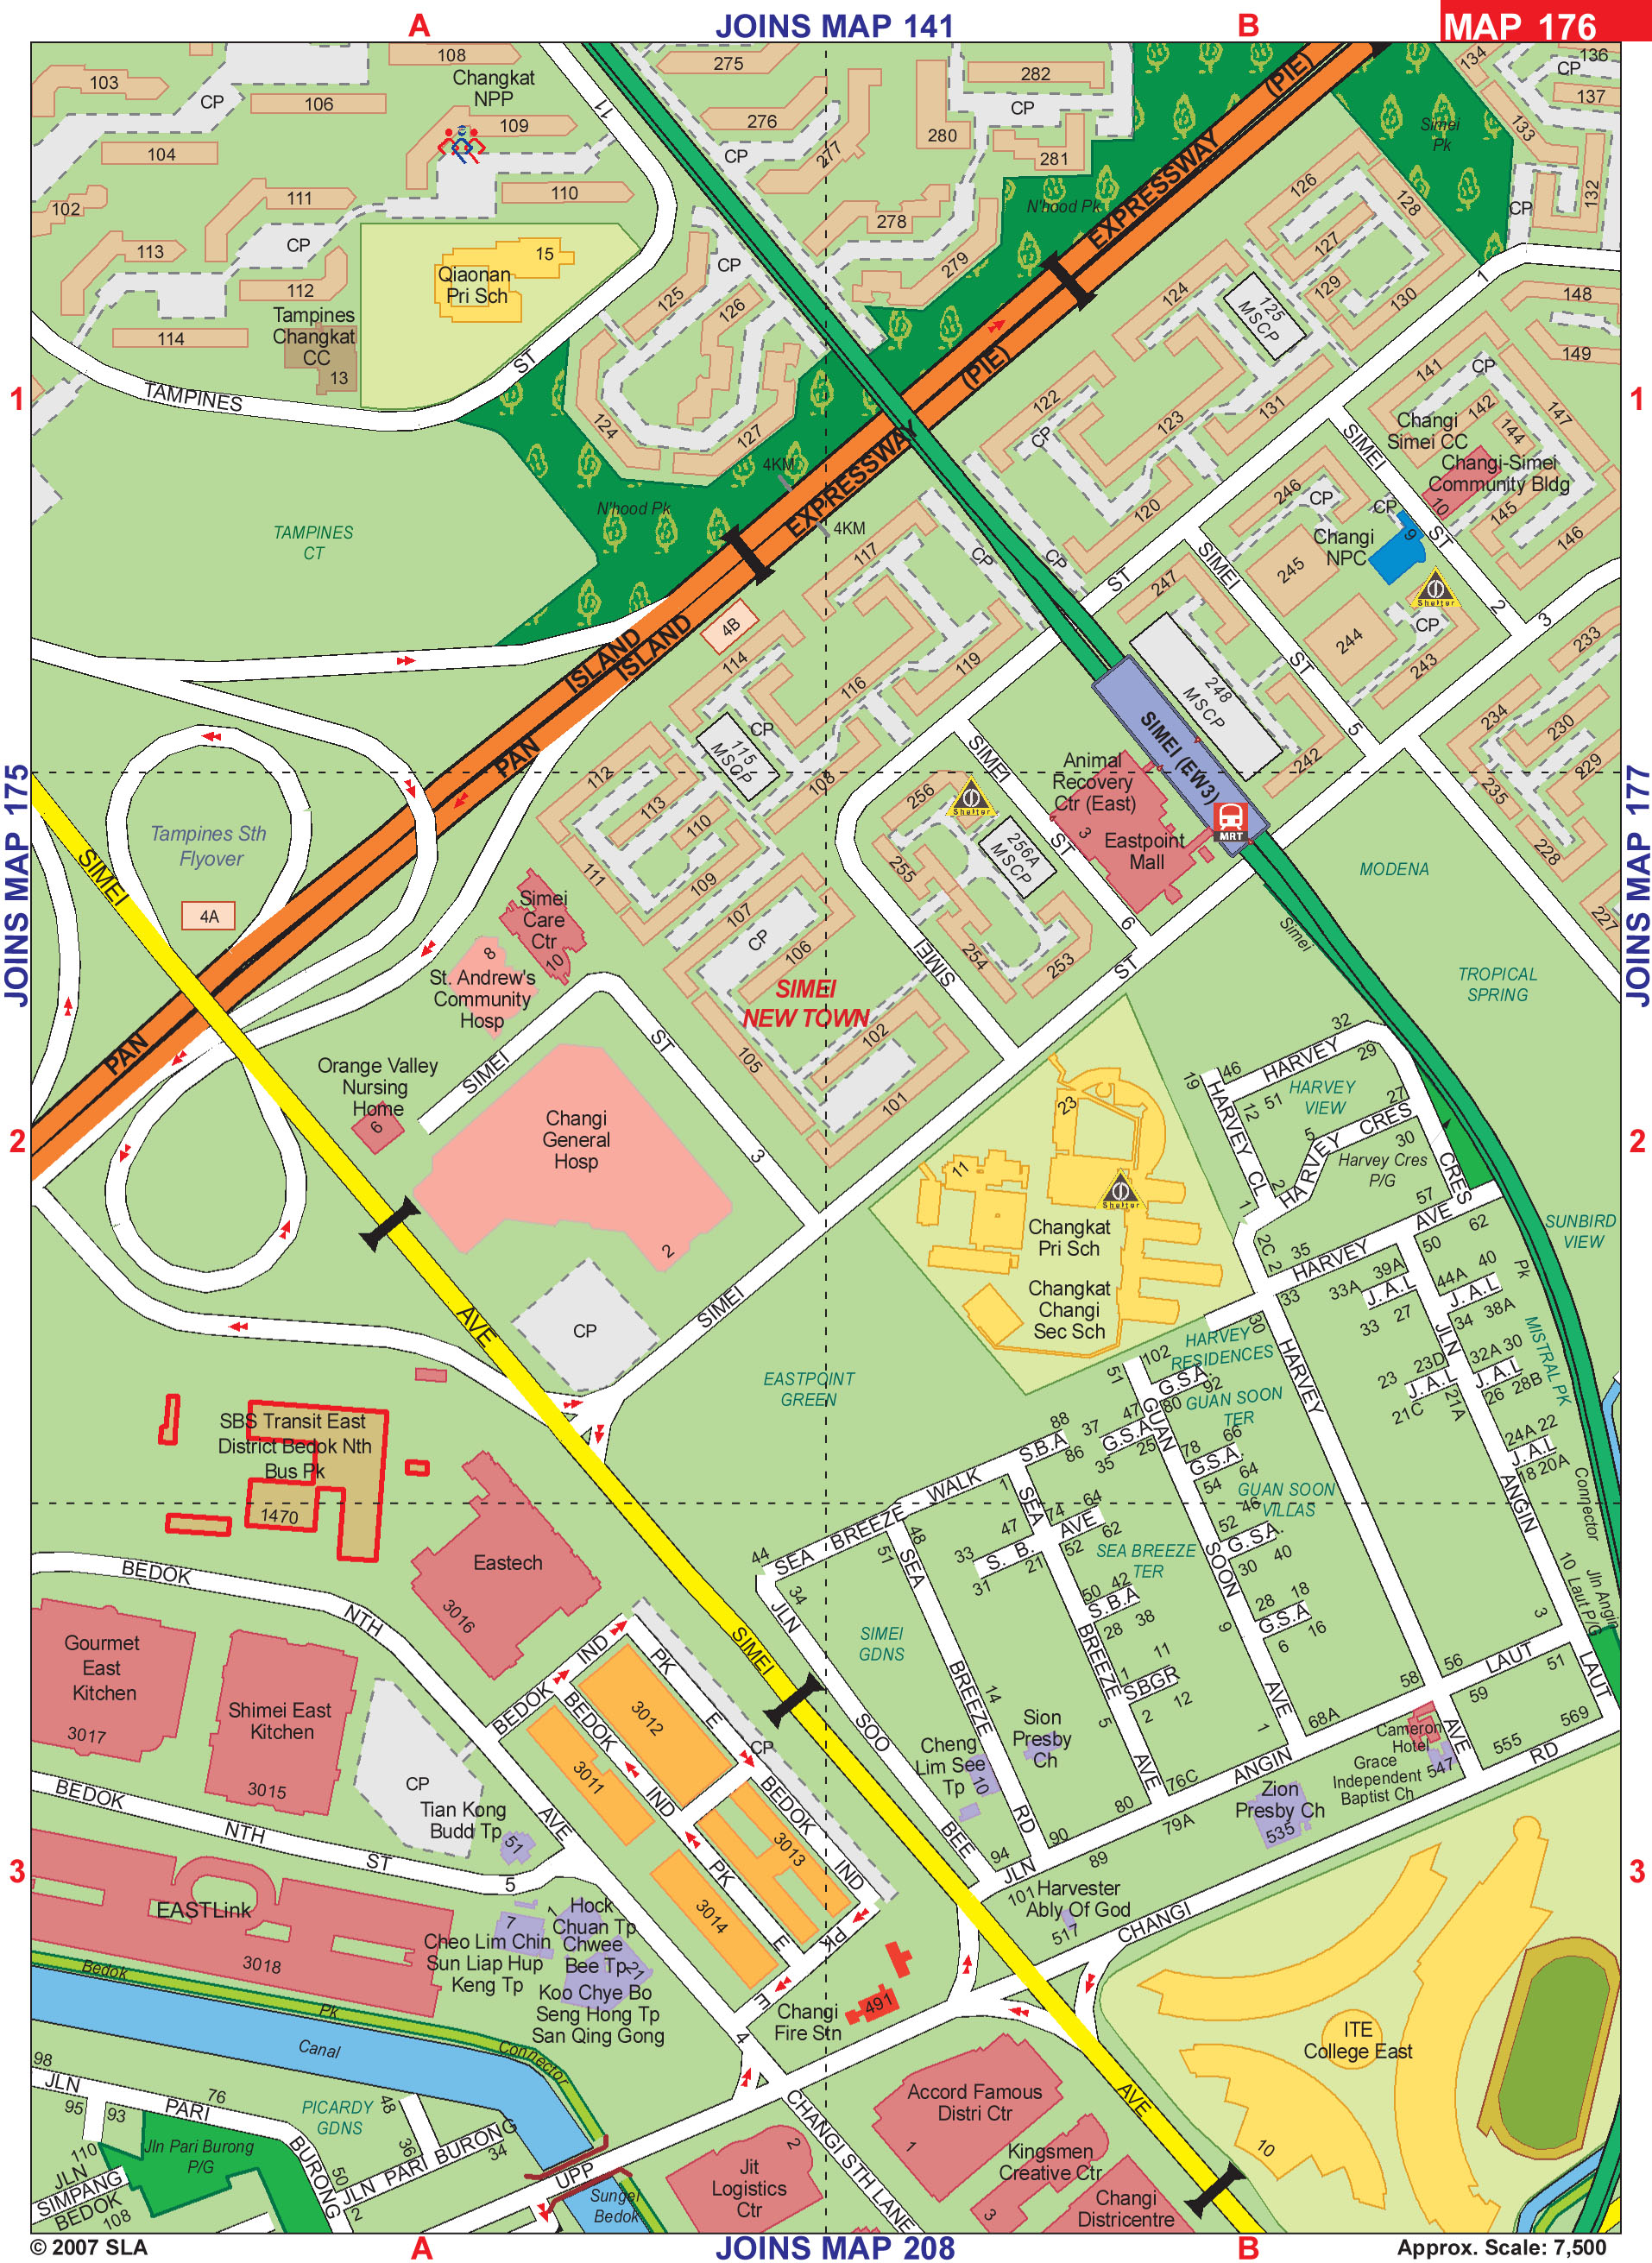 A
JOINS MAP 141
B
MAP 176
108
Changkat
NPP
275
282
(PIE)
134
136
CP
103
CP
106
11
CP
137
276
280
133
109
Simei
Pk
104
CP
277
281
EXPRESSWAY
110
126
132
102
111
N'hood Pk
128
CP
278
113
CP
15
127
Qiaonan
Pri Sch
CP
279
1
112
125
124
129
130
148
125
MSCP
Tampines
Changkat
CC
126
114
149
13
ST
(PIE)
141
CP
1
TAMPINES
122
131
142
147
1
124
123
Changi
Simei CC
144
127
CP
SIMEI
EXPRESSWAY
Changi-Simei
Community Bldg
4KM
246
CP
CP
10
145
N'hood Pk
120
4KM
TAMPINES
CT
Changi
NPC
9
ST
146
117
CP
CP
SIMEI
245
ST
247
Shelter
2
3
4B
244
CP
233
ISLAND
ISLAND
114
119
ST
243
116
248
MSCP
234
230
CP
5
SIMEI
SIMEI (EW3)
PAN
115
MSCP
242
229
Animal
Recovery
Ctr (East)
112
108
JOINS MAP 175
JOINS MAP 177
256
Shelter
235
113
MRT
Tampines Sth
Flyover
110
3
Eastpoint
Mall
228
256A
MSCP
ST
SIMEI
111
255
MODENA
109
4A
Simei
Care
Ctr
10
107
6
227
106
CP
SIMEI
254
Simei
8
253
St. Andrew's
Community
Hosp
ST
TROPICAL
SPRING
SIMEI
NEW TOWN
PAN
ST
102
32
105
SIMEI
HARVEY
29
46
Orange Valley
Nursing
Home
19
HARVEY
VIEW
27
101
51
6
Changi
General
Hosp
23
12
2
HARVEY CL
5
HARVEY CRES
2
30
3
11
Harvey Cres
P/G
CRES
Shelter
2
1
57
Changkat
Pri Sch
AVE
62
SUNBIRD
VIEW
2
2C
35
50
HARVEY
39A
40
Pk
2
44A
Changkat
Changi
Sec Sch
33
33A
J.A.L
J.A.L
SIMEI
27
38A
CP
AVE
30
33
JLN
34
HARVEY
RESIDENCES
HARVEY
MISTRAL PK
102
32A
30
51
23D
J.A.L
EASTPOINT
GREEN
G.S.A
92
23
J.A.L
28B
GUAN SOON
TER
80
26
GUAN
21C
21A
SBS Transit East
District Bedok Nth
Bus Pk
88
37
47
66
24A
22
S.B.A
G.S.A
78
86
25
G.S.A.
J.A.L
35
64
18
20A
WALK
54
GUAN SOON
VILLAS
1
Connector
1470
SEA
64
46
ANGIN
74
48
47
AVE
52
SEA BREEZE
62
G.S.A.
44
51
33
S. B.
SEA BREEZE
TER
Eastech
52
SOON
40
SEA
31
21
30
10
BEDOK
34
50
42
18
Jln Angin
Laut P/G
JLN
S.B.A
28
3016
38
G.S.A
3
NTH
SIMEI
GDNS
28
9
16
Gourmet
East
Kitchen
IND
SIMEI
6
BREEZE
11
56
LAUT
PK
1
51
Shimei East
Kitchen
BREEZE
58
BEDOK
SBGR
LAUT
3012
14
12
AVE
59
3017
E
2
BEDOK
Sion
Presby
Ch
5
68A
569
SOO
1
Cameron
Hotel
CP
Cheng
Lim See
Tp
AVE
555
3011
ANGIN
RD
3015
CP
AVE
Grace
Independent
Baptist Ch
547
BEDOK
10
76C
IND
BEDOK
Zion
Presby Ch
Tian Kong
Budd Tp
80
AVE
RD
79A
NTH
51
535
3013
BEE
90
ST
94
JLN
89
3
PK
3
IND
5
101
Harvester
Ably Of God
EASTLink
Hock
Chuan Tp
3014
7
1
CHANGI
517
E
PK
Cheo Lim Chin
Sun Liap Hup
Keng Tp
Chwee
Bee Tp
3018
21
Bedok
Koo Chye Bo
Seng Hong Tp
San Qing Gong
E
Changi
Fire Stn
491
Pk
ITE
College East
Canal
4
Connector
98
JLN
76
Accord Famous
Distri Ctr
95
93
PARI
PICARDY
GDNS
48
AVE
CHANGI STH LANE
BURONG
Jln Pari Burong
P/G
36
34
2
1
10
110
JLN PARI BURONG
Kingsmen
Creative Ctr
JLN
50
UPP
Jit
Logistics
Ctr
SIMPANG
BEDOK
Sungei
Bedok
3
Changi
Districentre
108
2
© 2007 SLA
A
JOINS MAP 208
B
Approx. Scale: 7,500